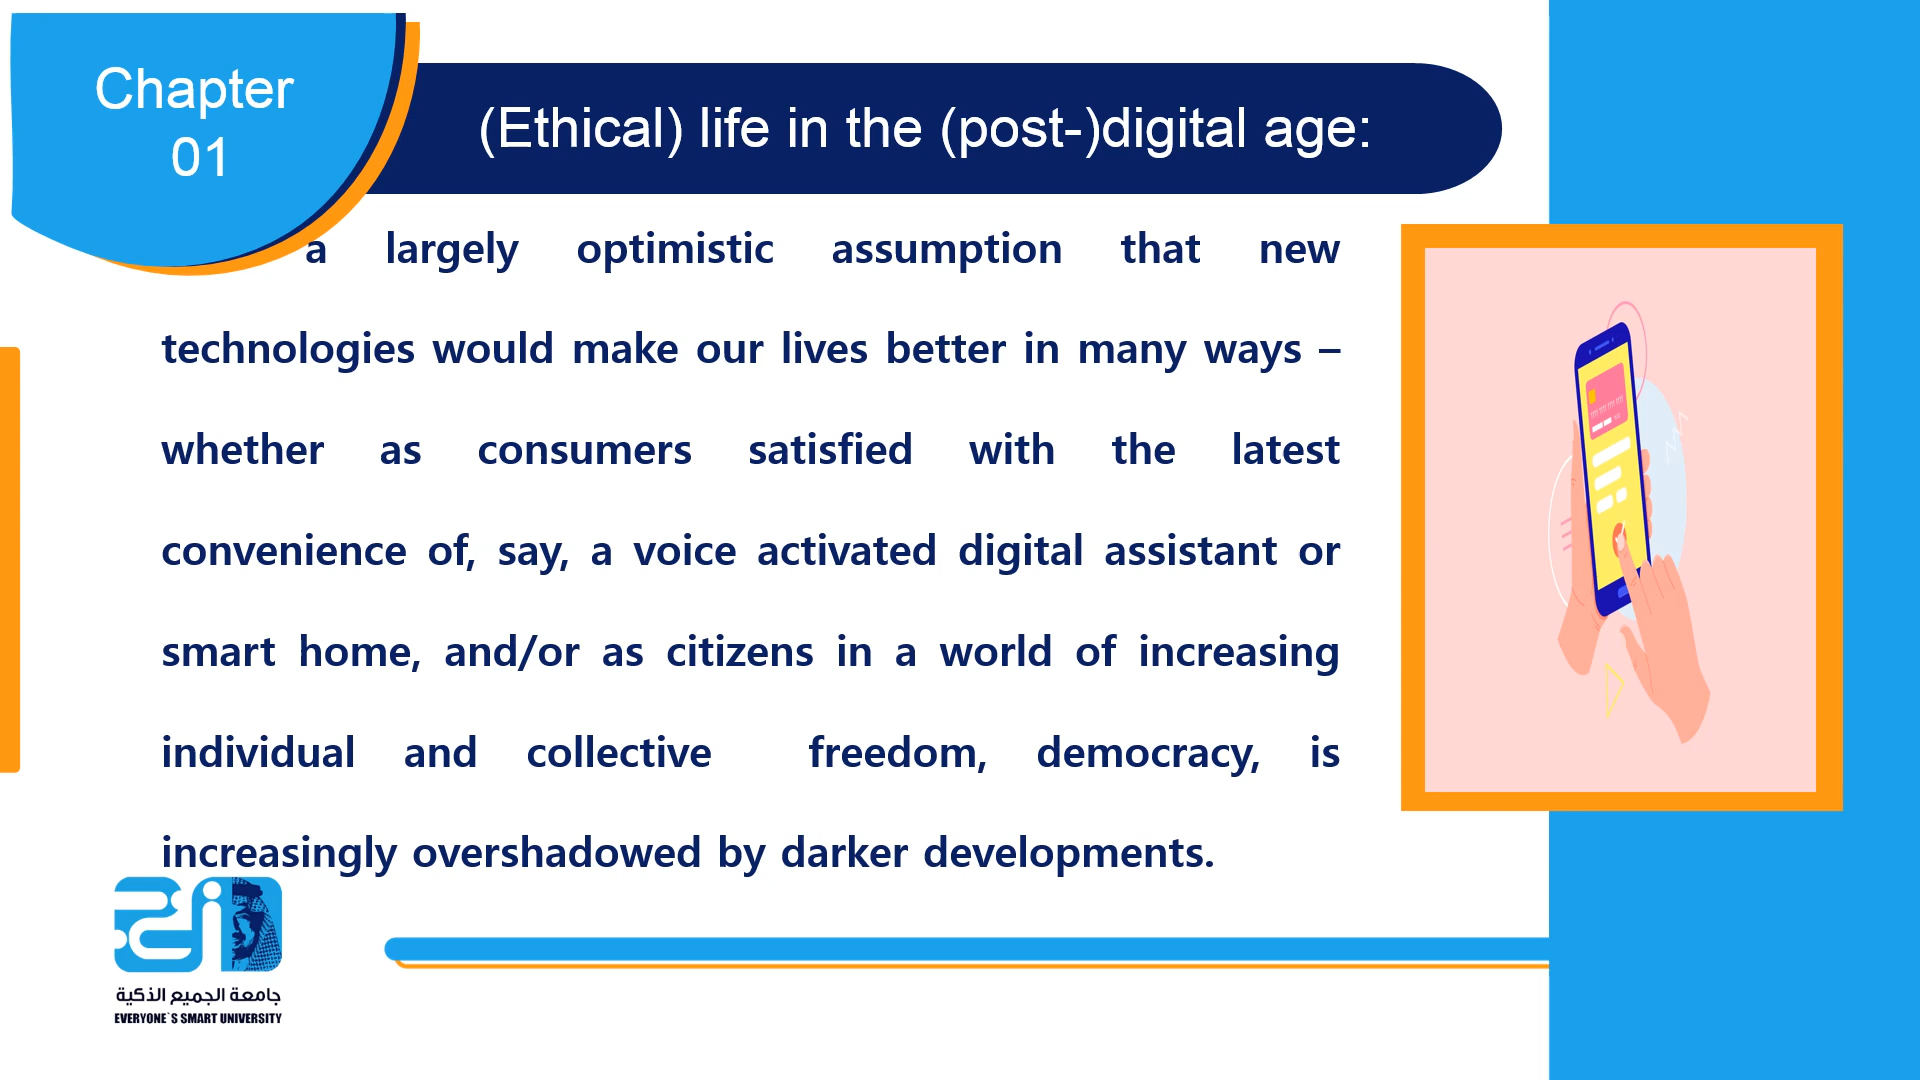 Chapter
01
(Ethical) life in the (post-)digital age:
a largely optimistic assumption that new
technologies would make our lives better in many ways –
whether as consumers satisfied with the latest
convenience of, say, a voice activated digital assistant or
smart home, and/or as citizens in a world of increasing
individual and collective freedom, democracy, is
increasingly overshadowed by darker developments.
جامعة الجميع الذكية
EVERYONE`S SMART UNIVERSITY